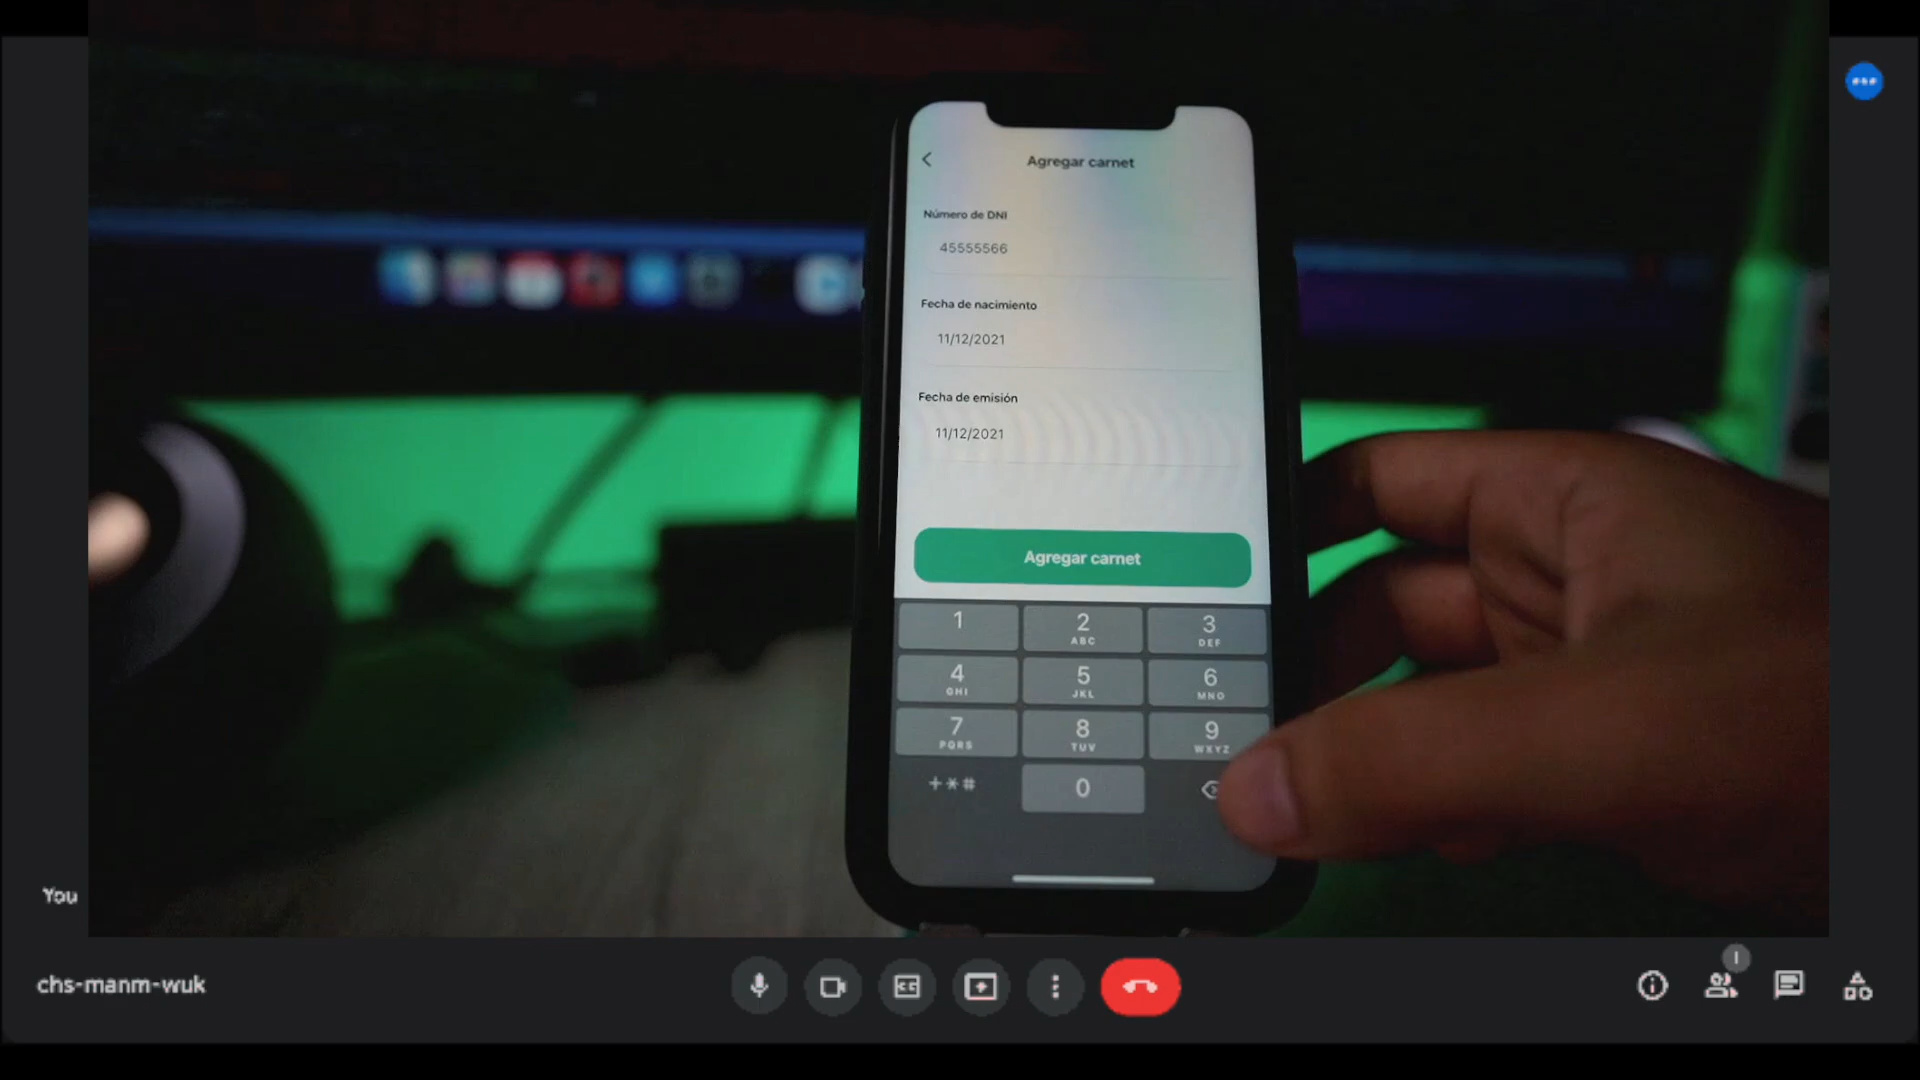 Agregar carnet
Número de DNI
45555566
Fecha de nacimiento
11/12/2021
Fecha de emisión
11/12/2021
Agregar carnet
1
2
ABC
3
DEF
4
GHI
5
JKL
6
MNO
7
PQRS
8
TUV
9
WXYZ
+*#
0
You
chs-manm-wuk